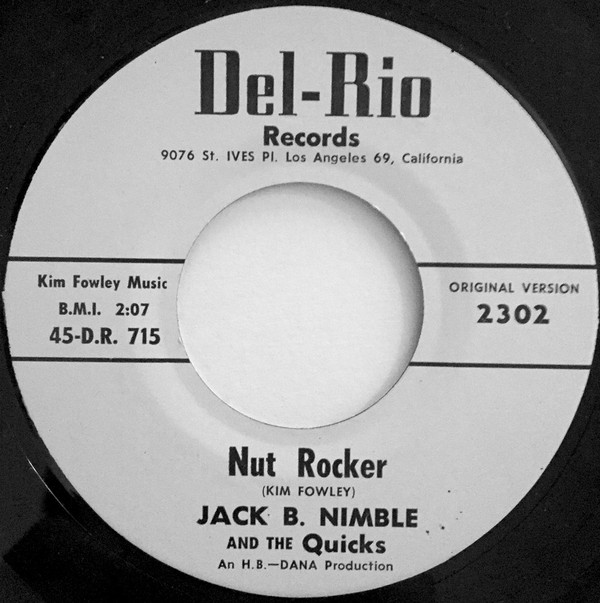 Del-Rio
Records
9076 St. IVES Pl. Los Angeles 69, California
Kim Fowley Music
B.M.I. 2:07
45-D.R. 715
ORIGINAL VERSION
2302
Nut Rocker
(KIM FOWLEY)
JACK B. NIMBLE
AND THE Quicks
An H.B.—DANA Production